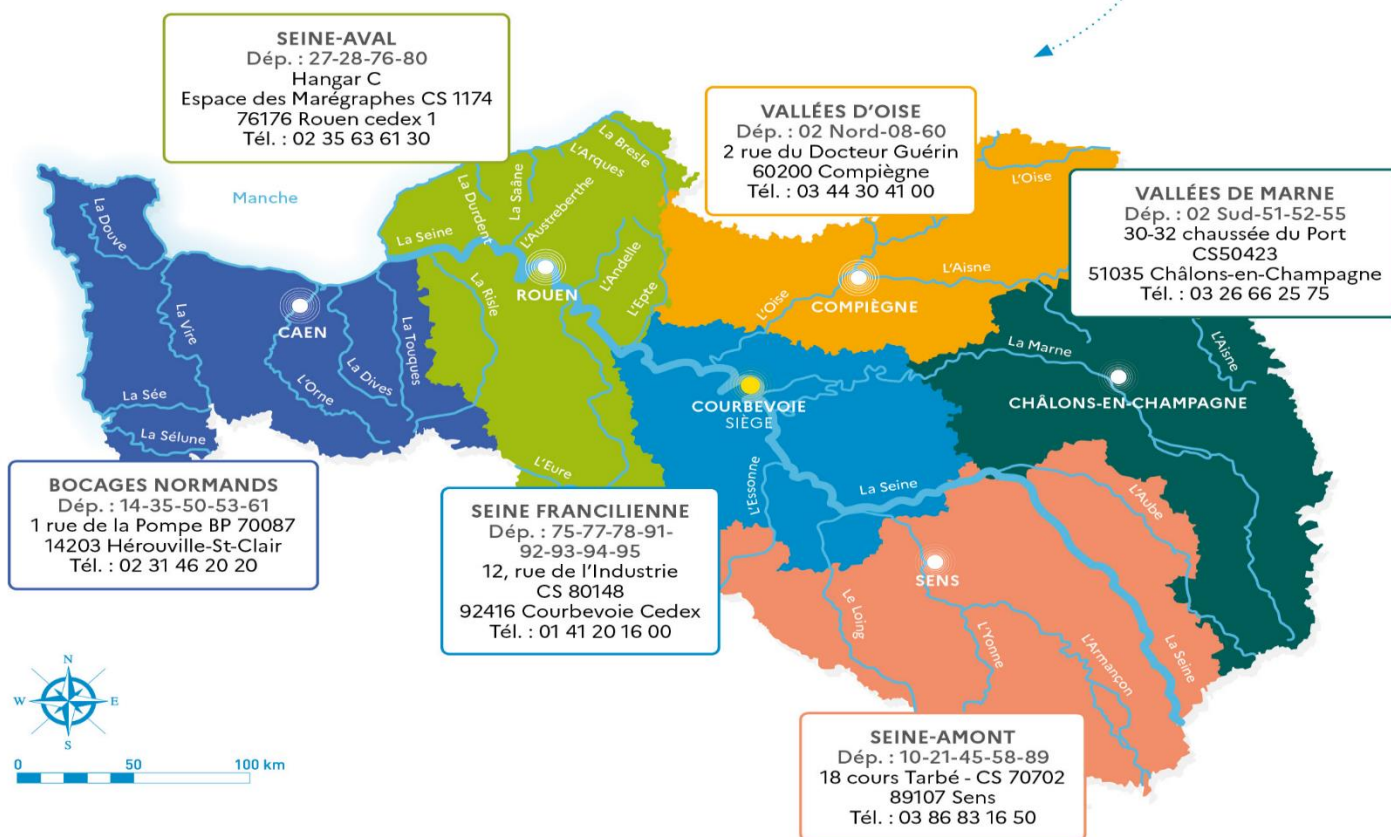 SEINE-AVAL
Dép. : 27-28-76-80
Hangar C
Espace des Marégraphes CS 1174
76176 Rouen cedex 1
Tél. : 02 35 63 61 30
VALLÉES D'OISE
Dép. : 02 Nord-08-60
2 rue du Docteur Guérin
60200 Compiègne
Tél. : 03 44 30 41 00
VALLÉES DE MARNE
Dép. : 02 Sud-51-52-55
30-32 chaussée du Port
CS50423
51035 Châlons-en-Champagne
Tél. : 03 26 66 25 75
Manche
La Douve
La Vire
La Sée
La Sélune
CAEN
L'Orne
La Dives
La Touques
La Seine
La Durdent
La Saâne
L'Austreberthe
L'Arques
La Bresle
ROUEN
La Risle
L'Andelle
L'Epte
L'Eure
L'Oise
L'Aisne
L'Oise
COMPIÈGNE
La Marne
L'Aisne
CHÂLONS-EN-CHAMPAGNE
COURBEVOIE
SIÈGE
L'Essonne
La Seine
L'Aube
SENS
Le Loing
L'Yonne
L'Armançon
La Seine
BOCAGES NORMANDS
Dép. : 14-35-50-53-61
1 rue de la Pompe BP 70087
14203 Hérouville-St-Clair
Tél. : 02 31 46 20 20
SEINE FRANCILIENNE
Dép. : 75-77-78-91-
92-93-94-95
12, rue de l'Industrie
CS 80148
92416 Courbevoie Cedex
Tél. : 01 41 20 16 00
SEINE-AMONT
Dép. : 10-21-45-58-89
18 cours Tarbé - CS 70702
89107 Sens
Tél. : 03 86 83 16 50
N
W E
S
0 50 100 km